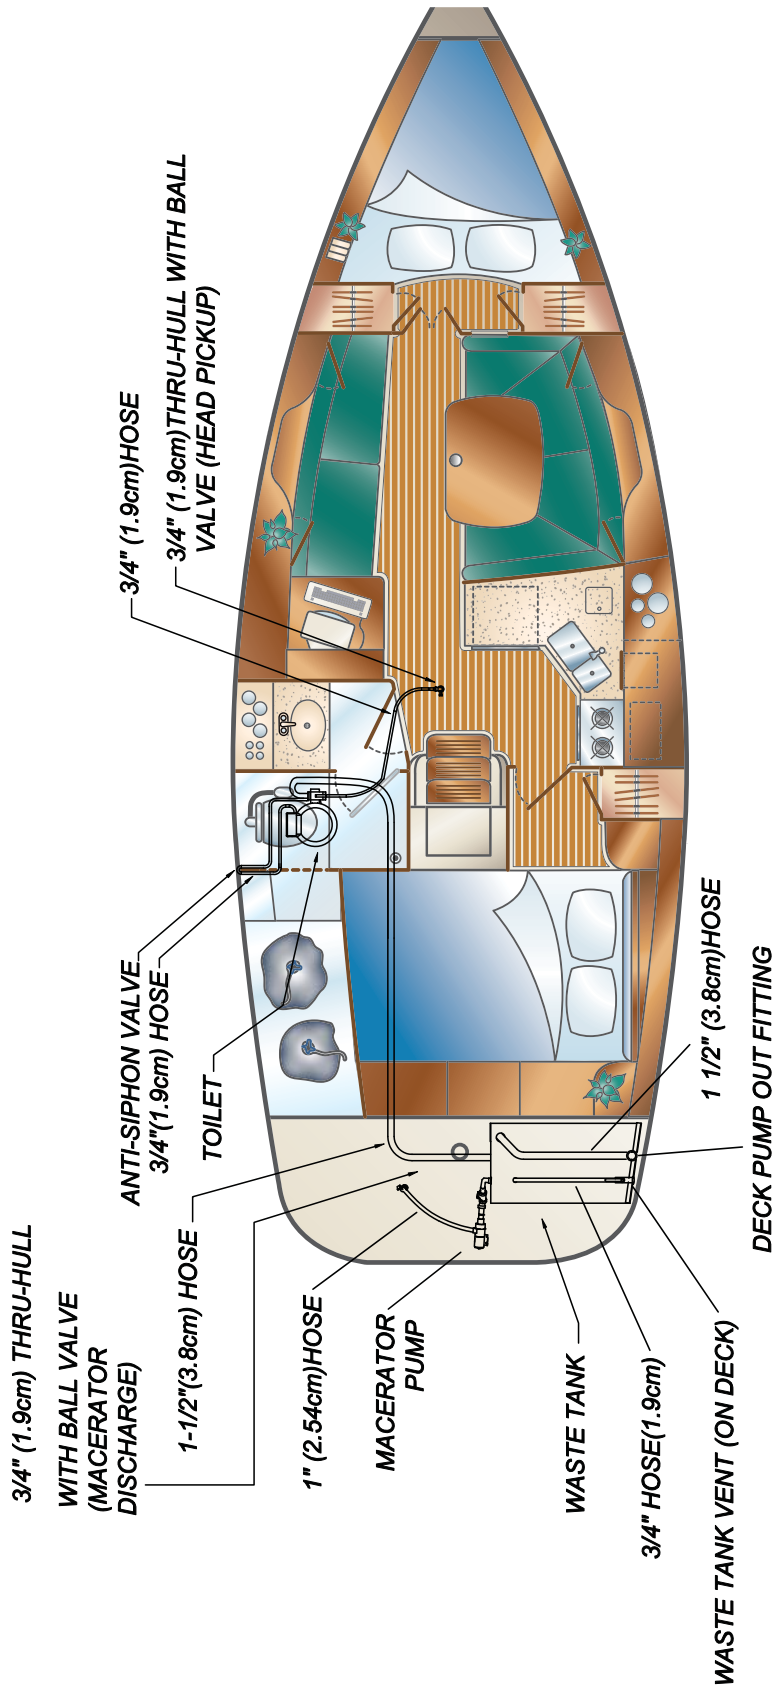 3/4" (1.9cm) THRU-HULL
WITH BALL VALVE
(MACERATOR
DISCHARGE)
1-1/2"(3.8cm) HOSE
1" (2.54cm)HOSE
MACERATOR
PUMP
WASTE TANK
3/4" HOSE(1.9cm)
WASTE TANK VENT (ON DECK)
ANTI-SIPHON VALVE
3/4"(1.9cm) HOSE
TOILET
1 1/2" (3.8cm)HOSE
DECK PUMP OUT FITTING
3/4" (1.9cm)HOSE
3/4" (1.9cm)THRU-HULL WITH BALL
VALVE (HEAD PICKUP)